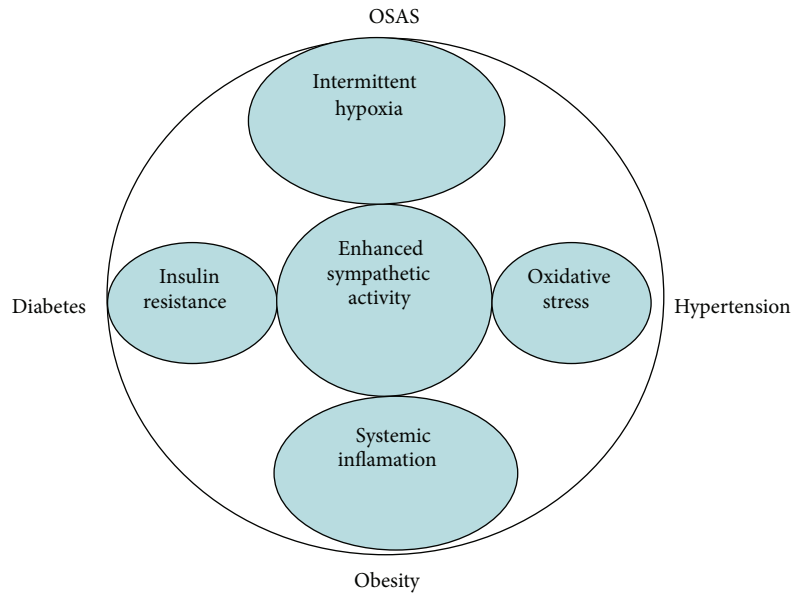 OSAS
Intermittent
hypoxia
Enhanced
sympathetic
activity
Insulin
resistance
Oxidative
stress
Diabetes
Hypertension
Systemic
inflamation
Obesity